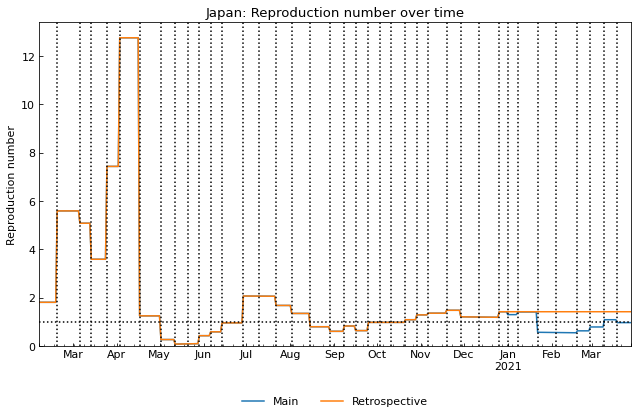 Japan: Reproduction number over time
Reproduction number
12
10
8
6
4
2
0
Mar Apr May Jun Jul Aug Sep Oct Nov Dec Jan Feb Mar
2021
Main Retrospective